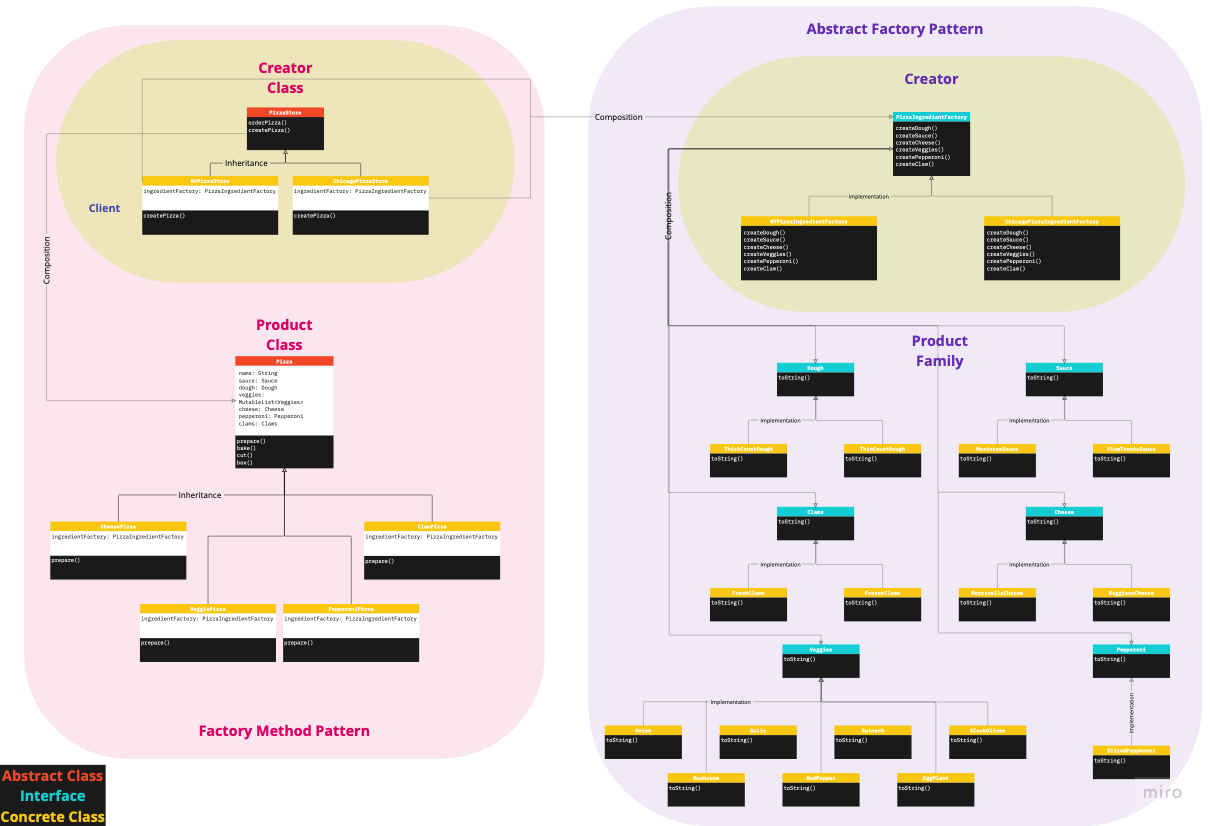 Abstract Factory Pattern
Creator
Class
PizzaStore
orderPizza()
createPizza()
Inheritance
NYPizzaStore
ingredientFactory: PizzaIngredientFactory
createPizza()
ChicagoPizzaStore
ingredientFactory: PizzaIngredientFactory
createPizza()
Client
Composition
Composition
Creator
PizzaIngredientFactory
createDough()
createSauce()
createCheese()
createVeggies()
createPepperoni()
createClam()
Implementation
NYPizzaIngredientFactory
createDough()
createSauce()
createCheese()
createVeggies()
createPepperoni()
createClam()
ChicagoPizzaIngredientFactory
createDough()
createSauce()
createCheese()
createVeggies()
createPepperoni()
createClam()
Composition
Product
Class
Pizza
name: String
sauce: Sauce
dough: Dough
veggies:
MutableList<Veggies>
cheese: Cheese
pepperoni: Pepperoni
clams: Clams
prepare()
bake()
cut()
box()
Inheritance
CheesePizza
ingredientFactory: PizzaIngredientFactory
prepare()
ClamPizza
ingredientFactory: PizzaIngredientFactory
prepare()
VeggiePizza
ingredientFactory: PizzaIngredientFactory
prepare()
PepperoniPizza
ingredientFactory: PizzaIngredientFactory
prepare()
Factory Method Pattern
Product
Family
Dough
toString()
Sauce
toString()
Implementation
Implementation
ThickCrustDough
toString()
ThinCrustDough
toString()
MarinaraSauce
toString()
PlumTomatoSauce
toString()
Clams
toString()
Cheese
toString()
Implementation
Implementation
FreshClams
toString()
FrozenClams
toString()
MozzarellaCheese
toString()
ReggianoCheese
toString()
Veggies
toString()
Pepperoni
toString()
Implementation
Implementation
Onion
toString()
Galic
toString()
Spinach
toString()
BlackOlives
toString()
SlicedPepperoni
toString()
Mushroom
toString()
RedPepper
toString()
EggPlant
toString()
Abstract Class
Interface
Concrete Class
miro